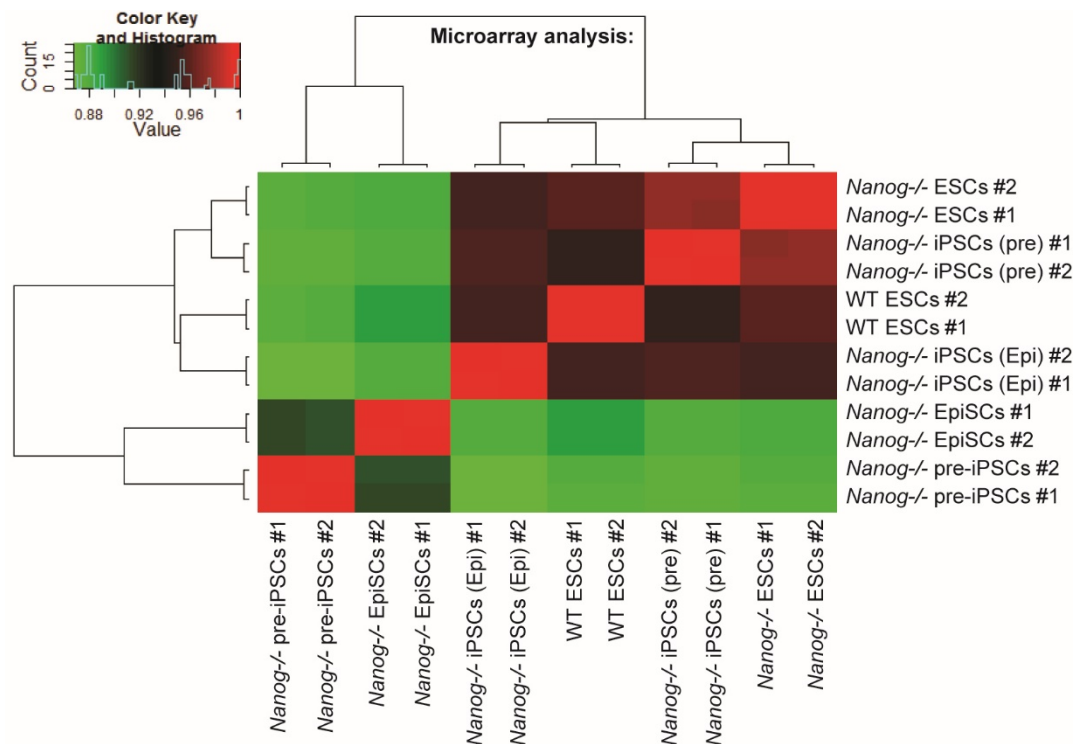 Color Key
and Histogram
Count
0 15
0.88 0.92 0.96 1
Value
Microarray analysis:
Nanog-/- ESCs #2
Nanog-/- ESCs #1
Nanog-/- iPSCs (pre) #1
Nanog-/- iPSCs (pre) #2
WT ESCs #2
WT ESCs #1
Nanog-/- iPSCs (Epi) #2
Nanog-/- iPSCs (Epi) #1
Nanog-/- EpiSCs #1
Nanog-/- EpiSCs #2
Nanog-/- pre-iPSCs #2
Nanog-/- pre-iPSCs #1
Nanog-/- pre-iPSCs #1
Nanog-/- pre-iPSCs #2
Nanog-/- EpiSCs #2
Nanog-/- EpiSCs #1
Nanog-/- iPSCs (Epi) #1
Nanog-/- iPSCs (Epi) #2
WT ESCs #1
WT ESCs #2
Nanog-/- iPSCs (pre) #2
Nanog-/- iPSCs (pre) #1
Nanog-/- ESCs #1
Nanog-/- ESCs #2